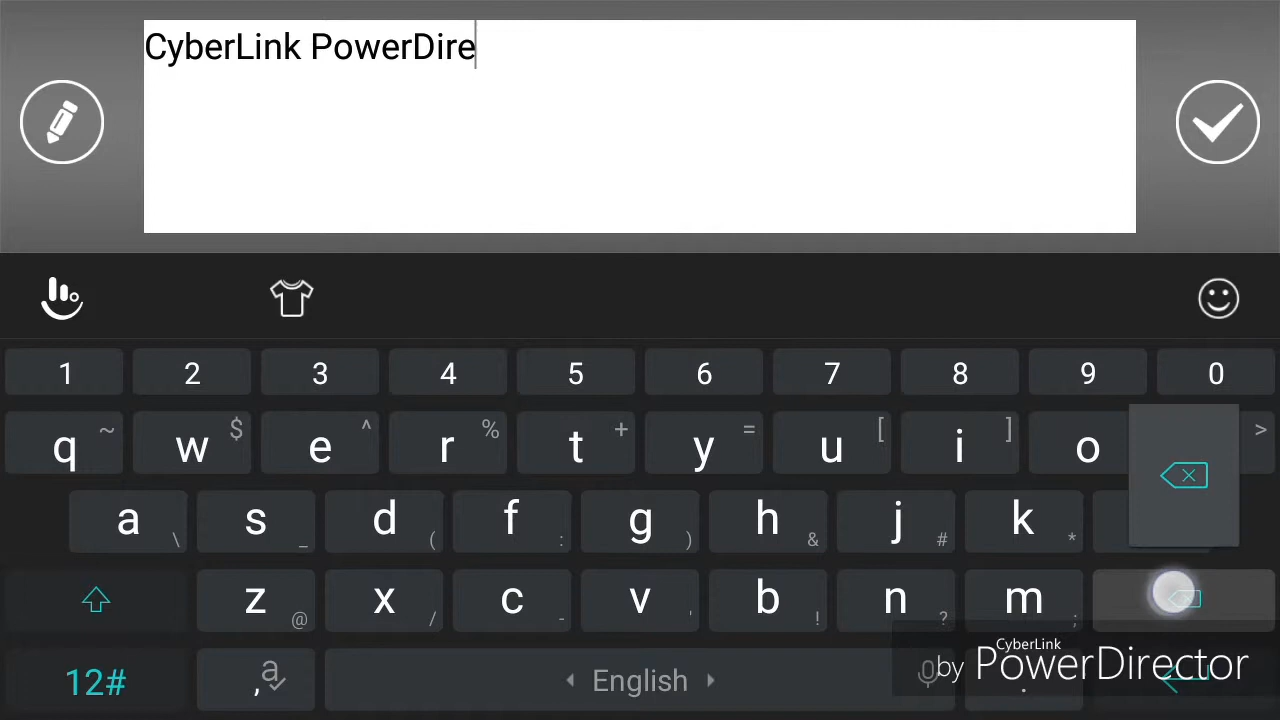 CyberLink PowerDire
1 2 3 4 5 6 7 8 9 0
q ~ w $ e ^ r % t + y = u [ i ] o >
a \ s _ d ( f : g ) h & j # k *
z @ x / c - v ' b ! n ? m ;
12# , a English .
CyberLink
by PowerDirector